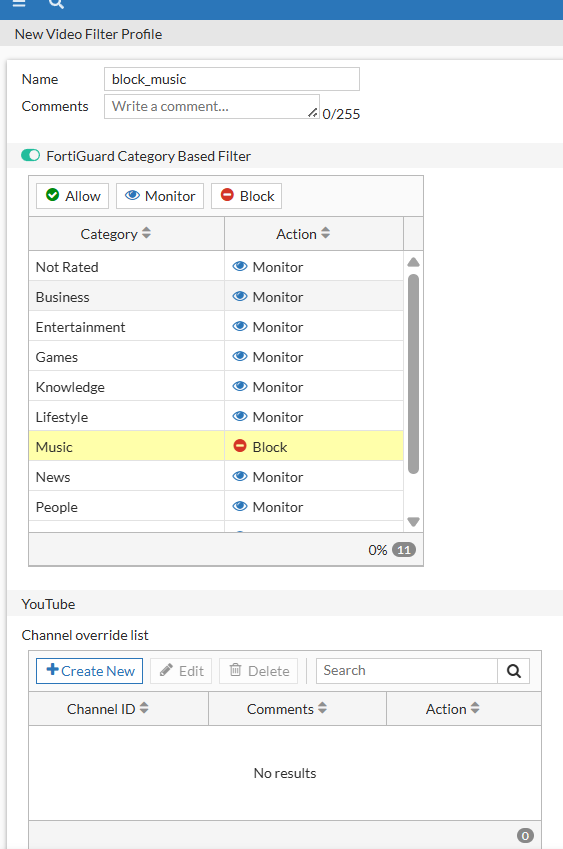 New Video Filter Profile
Name block_music
Comments Write a comment... 0/255
FortiGuard Category Based Filter
Allow Monitor Block
Category Action
Not Rated Monitor
Business Monitor
Entertainment Monitor
Games Monitor
Knowledge Monitor
Lifestyle Monitor
Music Block
News Monitor
People Monitor
0% 11
YouTube
Channel override list
Create New Edit Delete Search
Channel ID Comments Action
No results
0